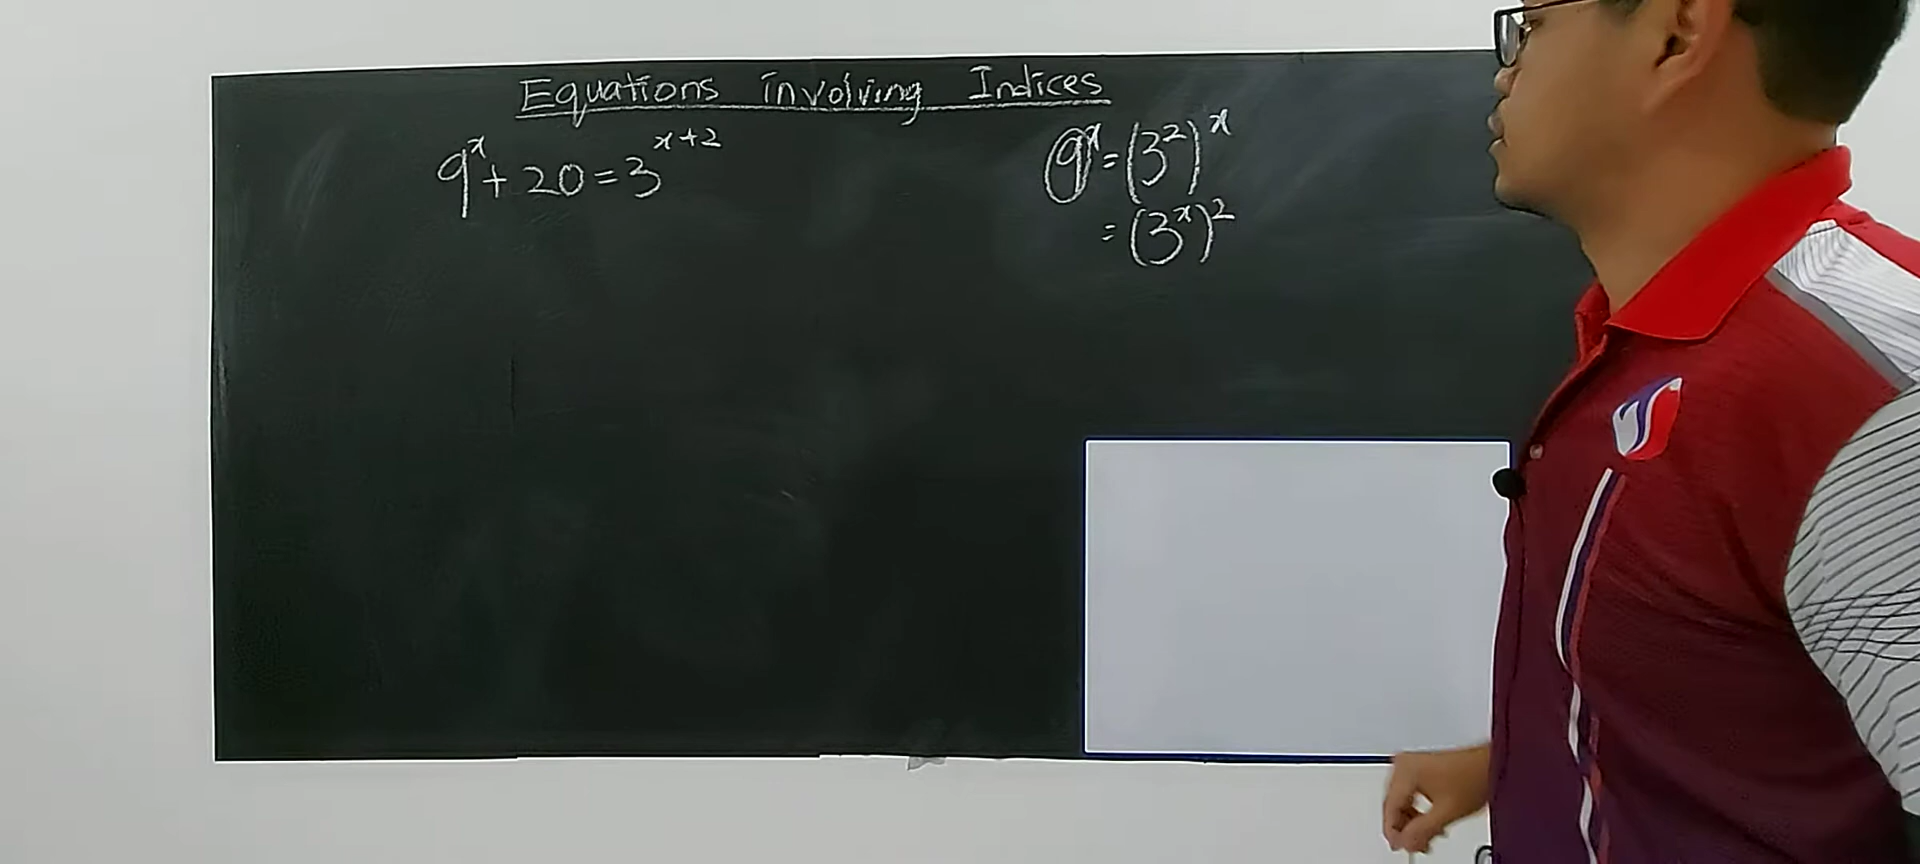 Equations involving Indices
9^x + 20 = 3^{x+2}
9^x = (3^2)^x
= (3^x)^2